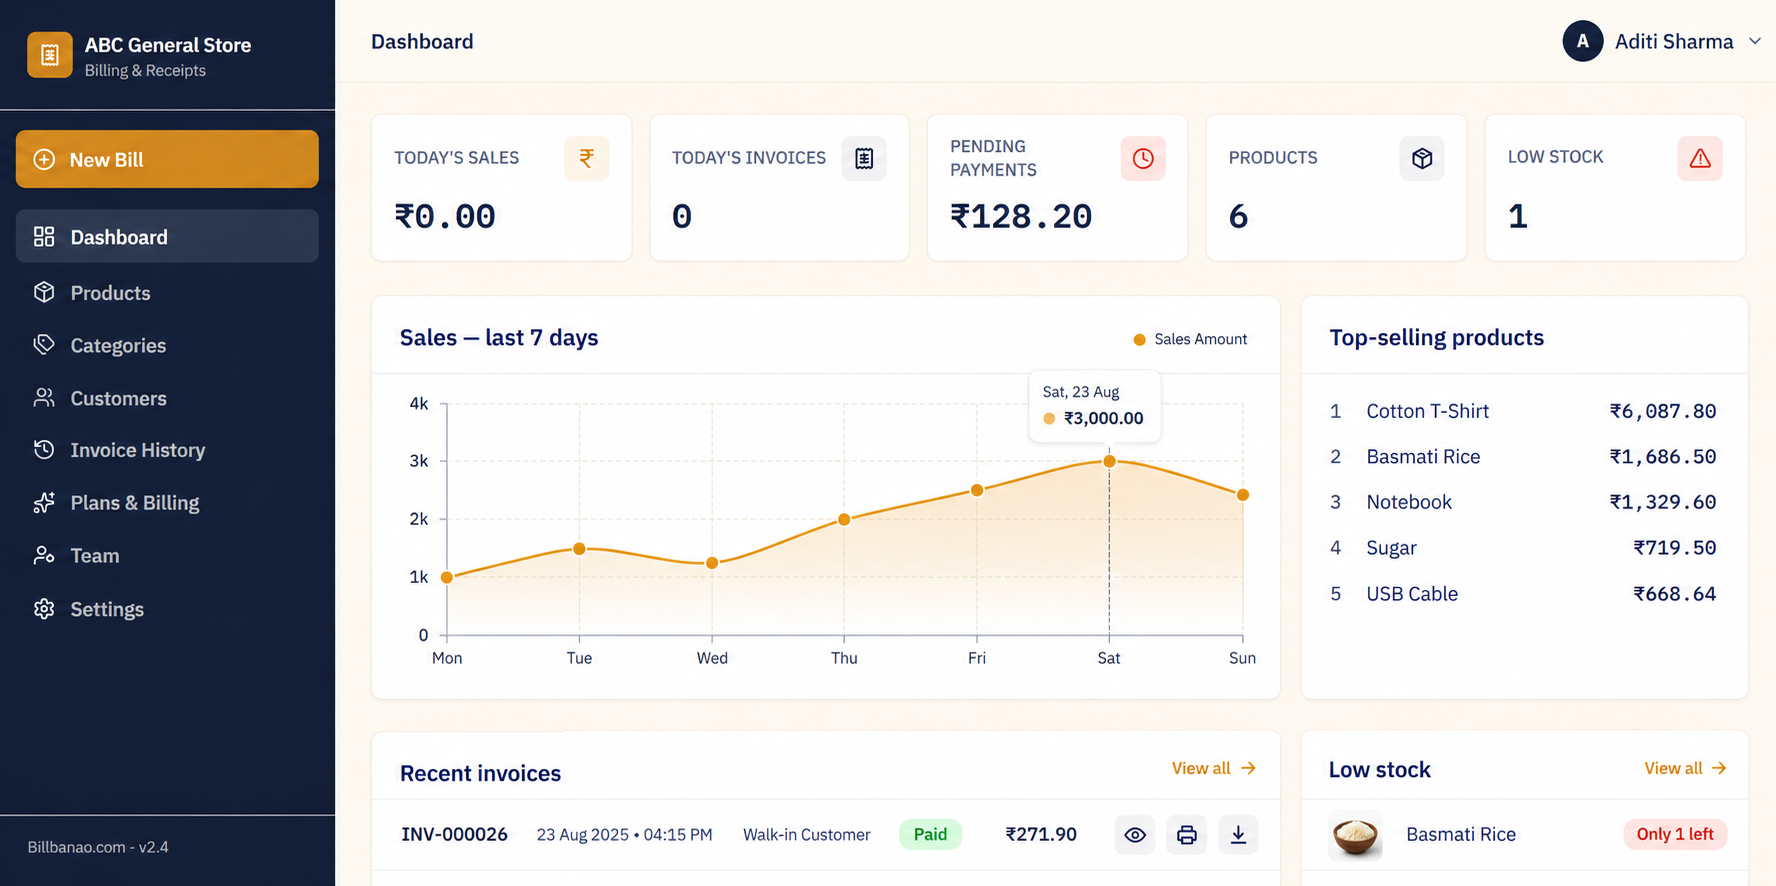 ABC General Store
Billing & Receipts
New Bill
Dashboard
Products
Categories
Customers
Invoice History
Plans & Billing
Team
Settings
Billbanao.com - v2.4
Dashboard
A Aditi Sharma
TODAY'S SALES
₹
₹0.00
TODAY'S INVOICES
0
PENDING
PAYMENTS
₹128.20
PRODUCTS
6
LOW STOCK
1
Sales — last 7 days
Sales Amount
Sat, 23 Aug
₹3,000.00
4k
3k
2k
1k
0
Mon Tue Wed Thu Fri Sat Sun
Top-selling products
1 Cotton T-Shirt ₹6,087.80
2 Basmati Rice ₹1,686.50
3 Notebook ₹1,329.60
4 Sugar ₹719.50
5 USB Cable ₹668.64
Recent invoices View all →
INV-000026 23 Aug 2025 • 04:15 PM Walk-in Customer Paid ₹271.90
Low stock View all →
Basmati Rice Only 1 left